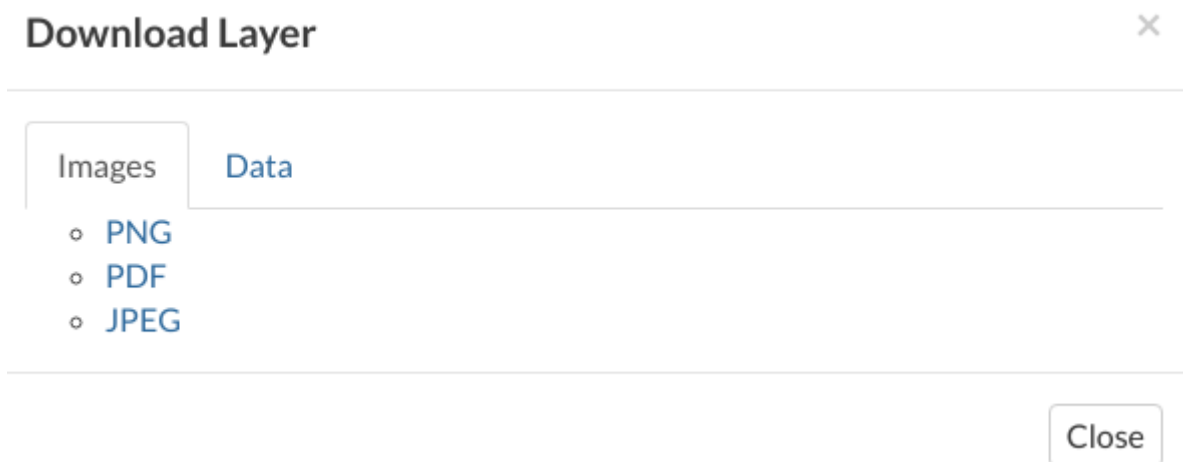 Download Layer ×
Images Data
PNG
PDF
JPEG
Close